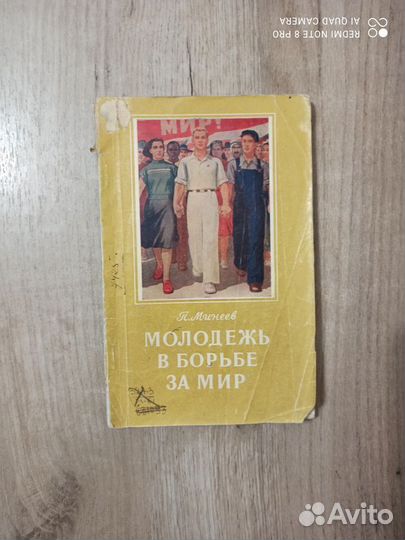 REDMI NOTE 8 PRO
AI QUAD CAMERA
МИР!
П. Минеев
МОЛОДЕЖЬ
В БОРЬБЕ
ЗА МИР
Avito